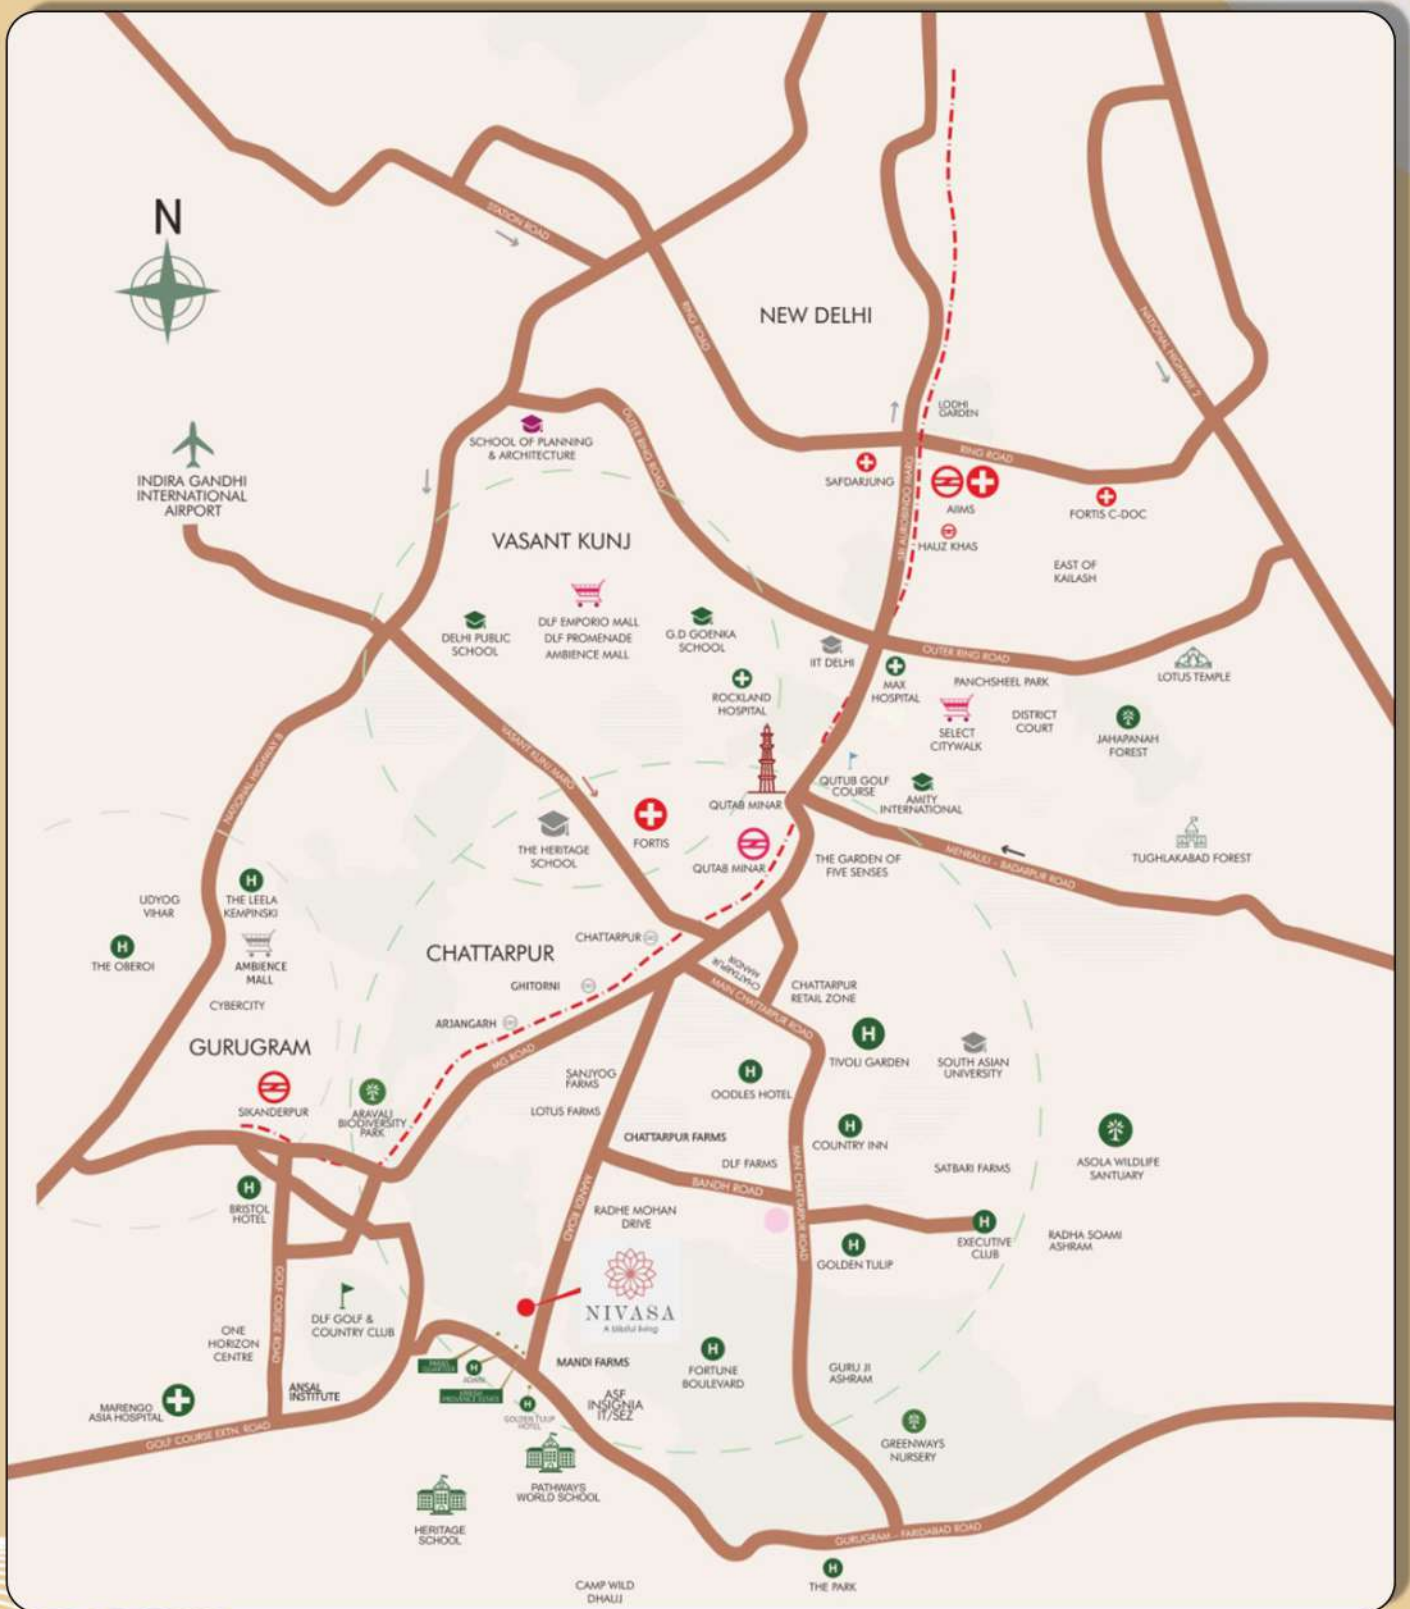 N
STATION ROAD
RING ROAD
NEW DELHI
NATIONAL HIGHWAY 2
LODHI
GARDEN
SCHOOL OF PLANNING
& ARCHITECTURE
OUTER RING ROAD
RING ROAD
SAFDARJUNG
SRI AUROBINDO MARG
AIIMS
FORTIS C-DOC
INDIRA GANDHI
INTERNATIONAL
AIRPORT
VASANT KUNJ
HAUZ KHAS
EAST OF
KAILASH
DLF EMPORIO MALL
DLF PROMENADE
AMBIENCE MALL
DELHI PUBLIC
SCHOOL
G.D GOENKA
SCHOOL
IIT DELHI
OUTER RING ROAD
MAX
HOSPITAL
PANCHSHEEL PARK
LOTUS TEMPLE
ROCKLAND
HOSPITAL
SELECT
CITYWALK
DISTRICT
COURT
JAHAPANAH
FOREST
VASANT KUNJ MARG
NATIONAL HIGHWAY 8
QUTUB GOLF
COURSE
QUTAB MINAR
AMITY
INTERNATIONAL
FORTIS
THE HERITAGE
SCHOOL
QUTAB MINAR
THE GARDEN OF
FIVE SENSES
MEHRAULI - BADARPUR ROAD
TUGHLAKABAD FOREST
UDYOG
VIHAR
H
THE LEELA
KEMPINSKI
H
THE OBEROI
AMBIENCE
MALL
CYBERCITY
CHATTARPUR
CHATTARPUR
GHITORNI
ARJANGARH
CHATTARPUR
MANDIR
MAIN CHATTARPUR ROAD
CHATTARPUR
RETAIL ZONE
GURUGRAM
MG ROAD
H
TIVOLI GARDEN
SOUTH ASIAN
UNIVERSITY
SANJYOG
FARMS
H
OODLES HOTEL
SIKANDERPUR
ARAVALI
BIODIVERSITY
PARK
LOTUS FARMS
CHATTARPUR FARMS
H
COUNTRY INN
DLF FARMS
SATBARI FARMS
ASOLA WILDLIFE
SANTUARY
MAIN CHATTARPUR ROAD
BANDH ROAD
MANDI ROAD
H
BRISTOL
HOTEL
RADHE MOHAN
DRIVE
H
EXECUTIVE
CLUB
RADHA SOAMI
ASHRAM
H
GOLDEN TULIP
GOLF COURSE ROAD
NIVASA
A blissful living
DLF GOLF &
COUNTRY CLUB
ONE
HORIZON
CENTRE
MANDI FARMS
H
FORTUNE
BOULEVARD
GURU JI
ASHRAM
H
ANSAL
INSTITUTE
ASF
INSIGNIA
IT/SEZ
MARENGO
ASIA HOSPITAL
H
GOLDEN TULIP
HOTEL
GOLF COURSE EXTN. ROAD
GREENWAYS
NURSERY
PATHWAYS
WORLD SCHOOL
HERITAGE
SCHOOL
GURUGRAM - FARIDABAD ROAD
H
THE PARK
CAMP WILD
DHAUJ